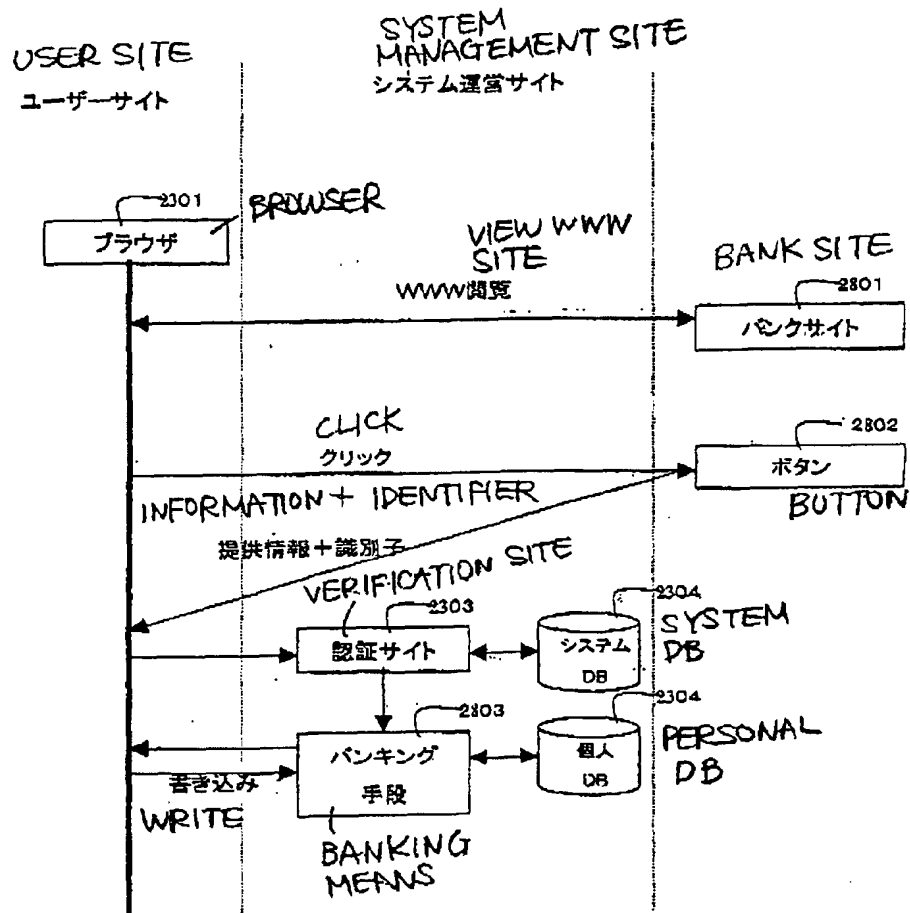 USER SITE
ユーザーサイト
SYSTEM
MANAGEMENT SITE
システム運営サイト
2301
BROWSER
ブラウザ
VIEW WWW
SITE
WWW閲覧
BANK SITE
2801
バンクサイト
CLICK
クリック
2802
ボタン
BUTTON
INFORMATION + IDENTIFIER
提供情報+識別子
VERIFICATION SITE
2303
認証サイト
2304
システム
DB
SYSTEM
DB
2803
バンキング
手段
2304
個人
DB
PERSONAL
DB
書き込み
WRITE
BANKING
MEANS